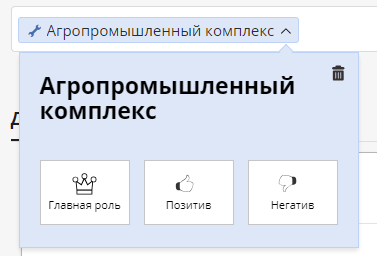 Агропромышленный комплекс
Агропромышленный
комплекс
Главная роль
Позитив
Негатив